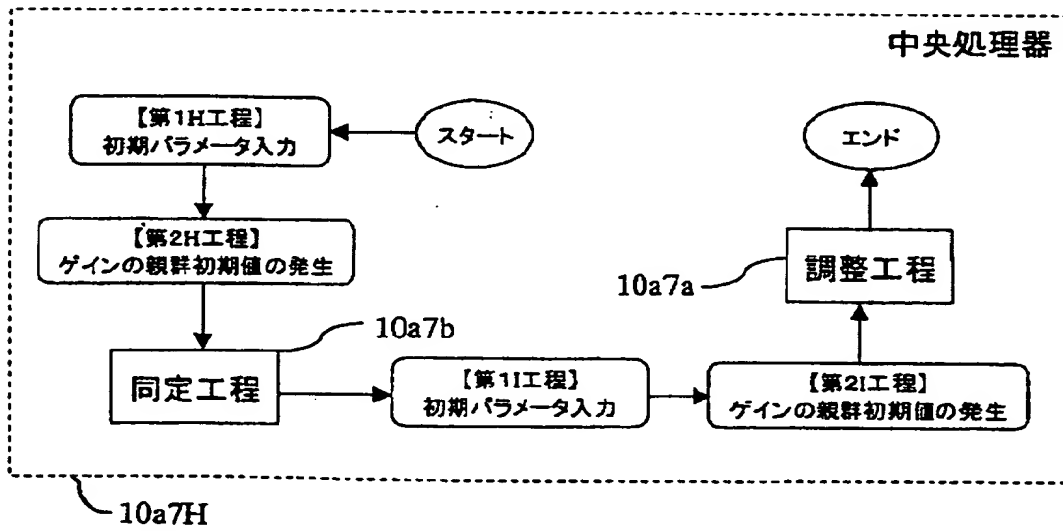 中央処理器
スタート
【第1H工程】
初期パラメータ入力
【第2H工程】
ゲインの親群初期値の発生
10a7b
同定工程
【第1I工程】
初期パラメータ入力
【第2I工程】
ゲインの親群初期値の発生
10a7a
調整工程
エンド
10a7H